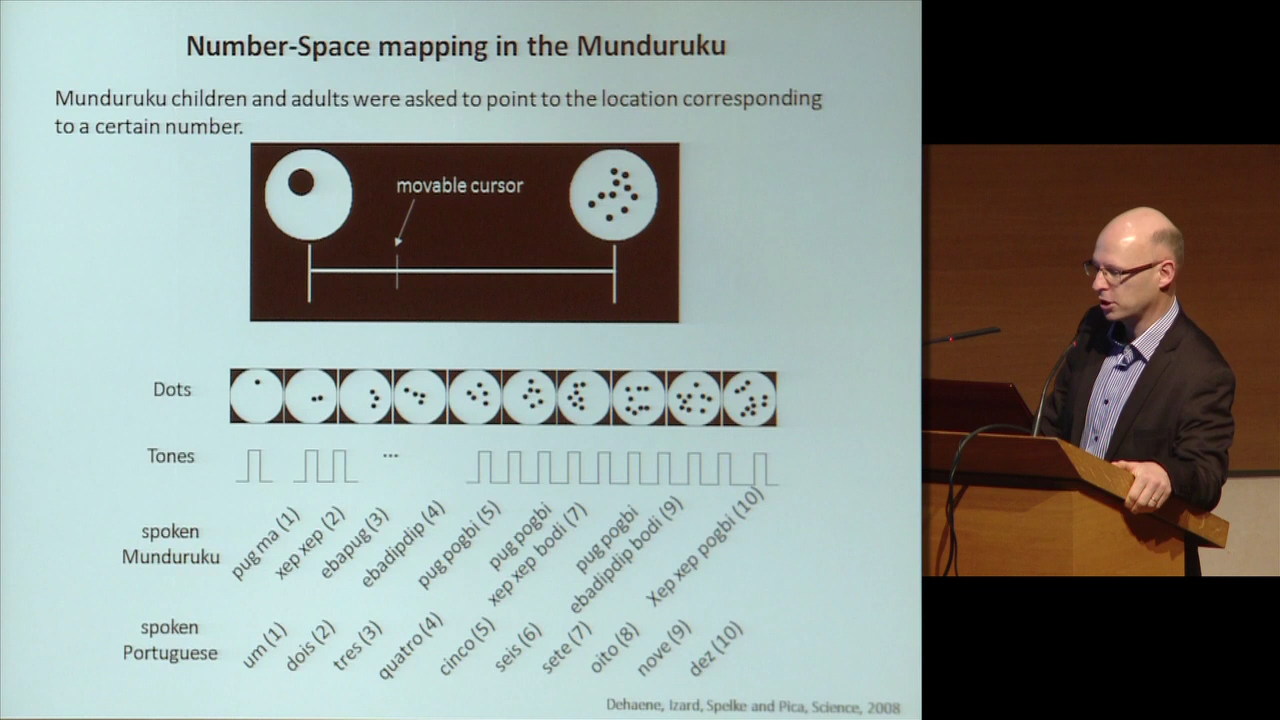 Number-Space mapping in the Munduruku
Munduruku children and adults were asked to point to the location corresponding
to a certain number.
movable cursor
Dots
Tones
...
spoken
Munduruku
pug ma (1)
xep xep (2)
ebapug (3)
ebadipdip (4)
pug pogbi (5)
pug pogbi
xep xep bodi (7)
pug pogbi
ebadipdip bodi (9)
Xep xep pogbi (10)
spoken
Portuguese
um (1)
dois (2)
tres (3)
quatro (4)
cinco (5)
seis (6)
sete (7)
oito (8)
nove (9)
dez (10)
Dehaene, Izard, Spelke and Pica, Science, 2008